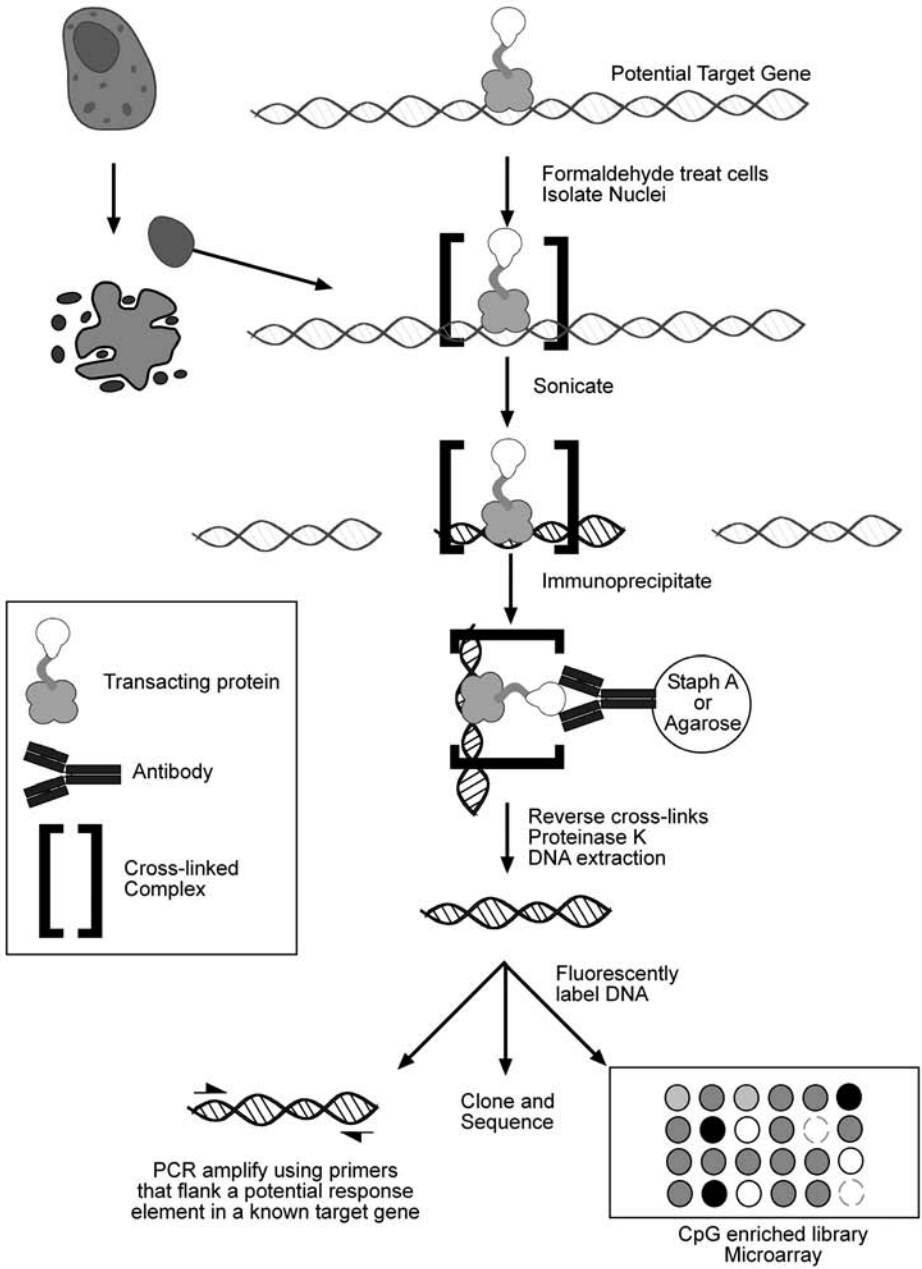 Potential Target Gene
Formaldehyde treat cells
Isolate Nuclei
Sonicate
Immunoprecipitate
Transacting protein
Antibody
Cross-linked
Complex
Staph A
or
Agarose
Reverse cross-links
Proteinase K
DNA extraction
Fluorescently
label DNA
Clone and
Sequence
PCR amplify using primers
that flank a potential response
element in a known target gene
CpG enriched library
Microarray